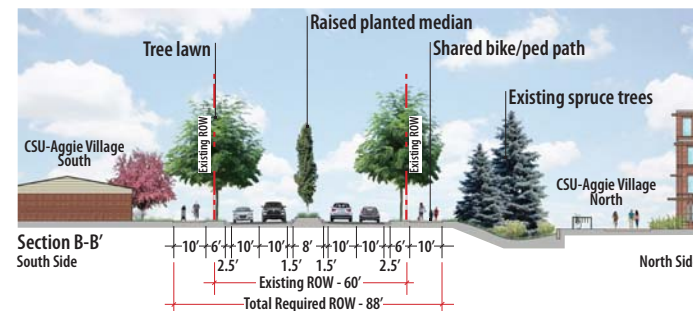 Raised planted median
Tree lawn
Shared bike/ped path
Existing spruce trees
Existing ROW
Existing ROW
CSU-Aggie Village
South
CSU-Aggie Village
North
Section B-B’
South Side
North Sid
10’ 6’ 10’ 10’ 8’ 10’ 10’ 6’ 10’
2.5’ 1.5’ 1.5’ 2.5’
Existing ROW - 60’
Total Required ROW - 88’